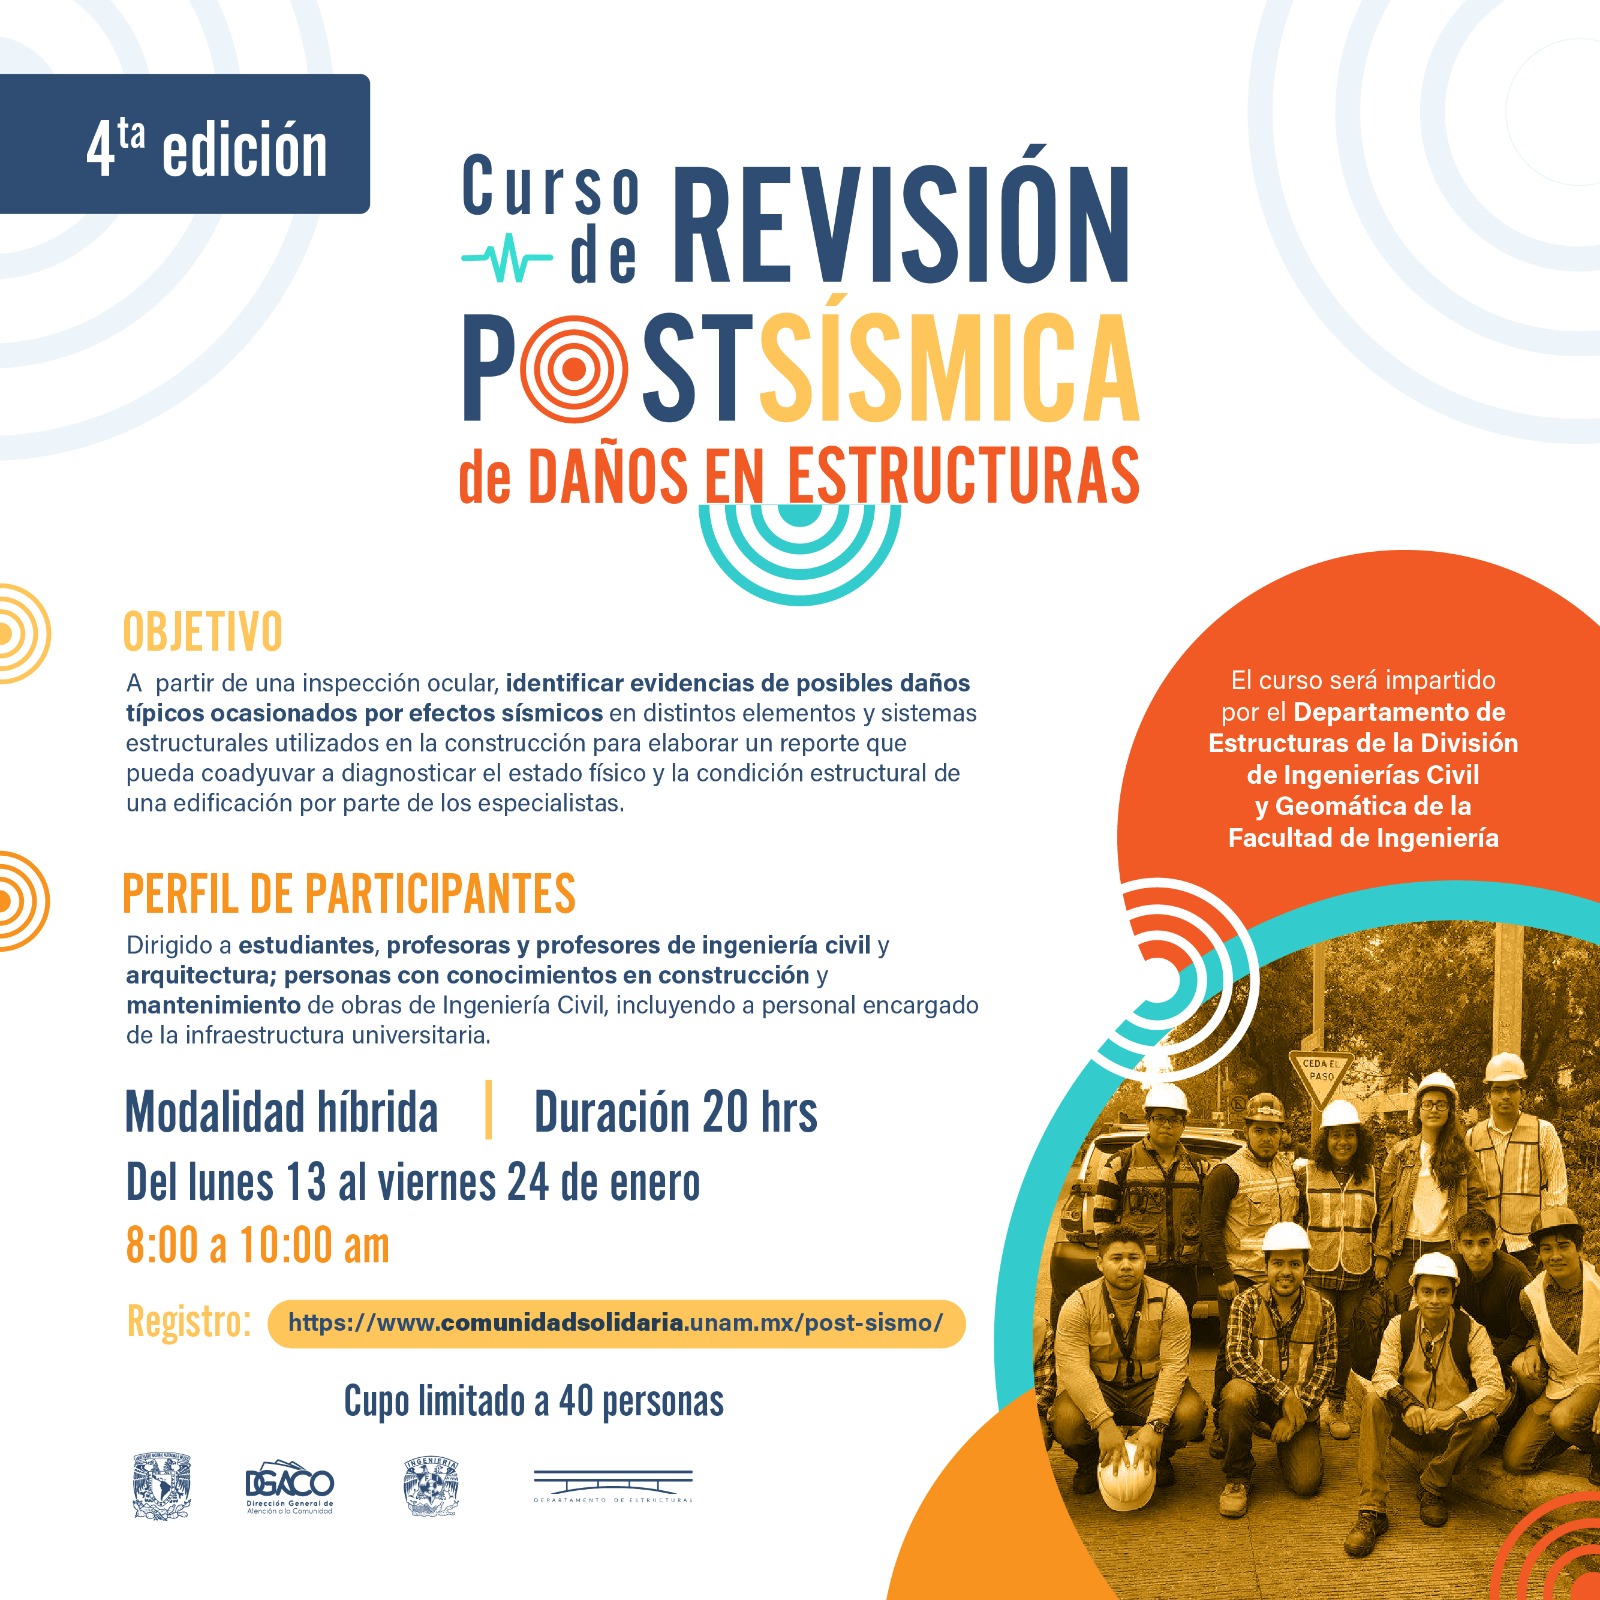 4ta edición
Curso
de REVISIÓN
POSTSÍSMICA
de DAÑOS EN ESTRUCTURAS
OBJETIVO
A partir de una inspección ocular, identificar evidencias de posibles daños
típicos ocasionados por efectos sísmicos en distintos elementos y sistemas
estructurales utilizados en la construcción para elaborar un reporte que
pueda coadyuvar a diagnosticar el estado físico y la condición estructural de
una edificación por parte de los especialistas.
PERFIL DE PARTICIPANTES
Dirigido a estudiantes, profesoras y profesores de ingeniería civil y
arquitectura; personas con conocimientos en construcción y
mantenimiento de obras de Ingeniería Civil, incluyendo a personal encargado
de la infraestructura universitaria.
Modalidad híbrida | Duración 20 hrs
Del lunes 13 al viernes 24 de enero
8:00 a 10:00 am
Registro: https://www.comunidadsolidaria.unam.mx/post-sismo/
Cupo limitado a 40 personas
El curso será impartido
por el Departamento de
Estructuras de la División
de Ingenierías Civil
y Geomática de la
Facultad de Ingeniería
CEDA EL
PASO
DGACO
Dirección General de
Atención a la Comunidad
INGENIERIA
DEPARTAMENTO DE ESTRUCTURAS